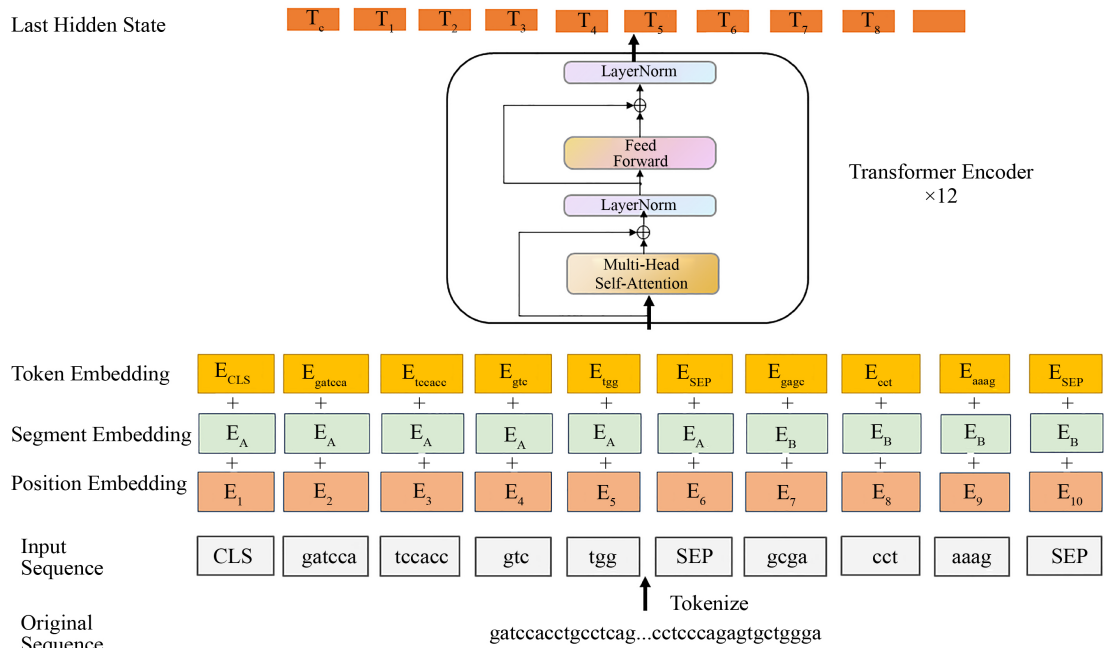 Last Hidden State
Tc T1 T2 T3 T4 T5 T6 T7 T8
LayerNorm
Feed
Forward
LayerNorm
Multi-Head
Self-Attention
Transformer Encoder
×12
Token Embedding
ECLS Egatcca Etccacc Egtc Etgg ESEP Egagc Ecct Eaaag ESEP
+ + + + + + + + + +
Segment Embedding
EA EA EA EA EA EA EB EB EB EB
+ + + + + + + + + +
Position Embedding
E1 E2 E3 E4 E5 E6 E7 E8 E9 E10
Input
Sequence
CLS gatcca tccacc gtc tgg SEP gcga cct aaag SEP
Tokenize
Original
Sequence
gatccacctgcctcag...cctcccagagtgctggga